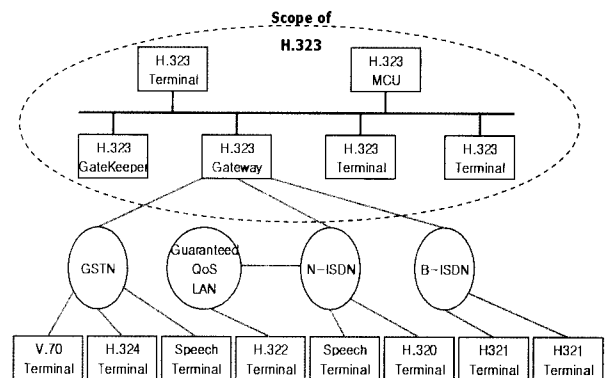 Scope of
H.323
H.323
Terminal
H.323
MCU
H.323
GateKeeper
H.323
Gateway
H.323
Terminal
H.323
Terminal
GSTN
Guaranteed
QoS
LAN
N-ISDN
B-ISDN
V.70
Terminal
H.324
Terminal
Speech
Terminal
H.322
Terminal
Speech
Terminal
H.320
Terminal
H321
Terminal
H321
Terminal